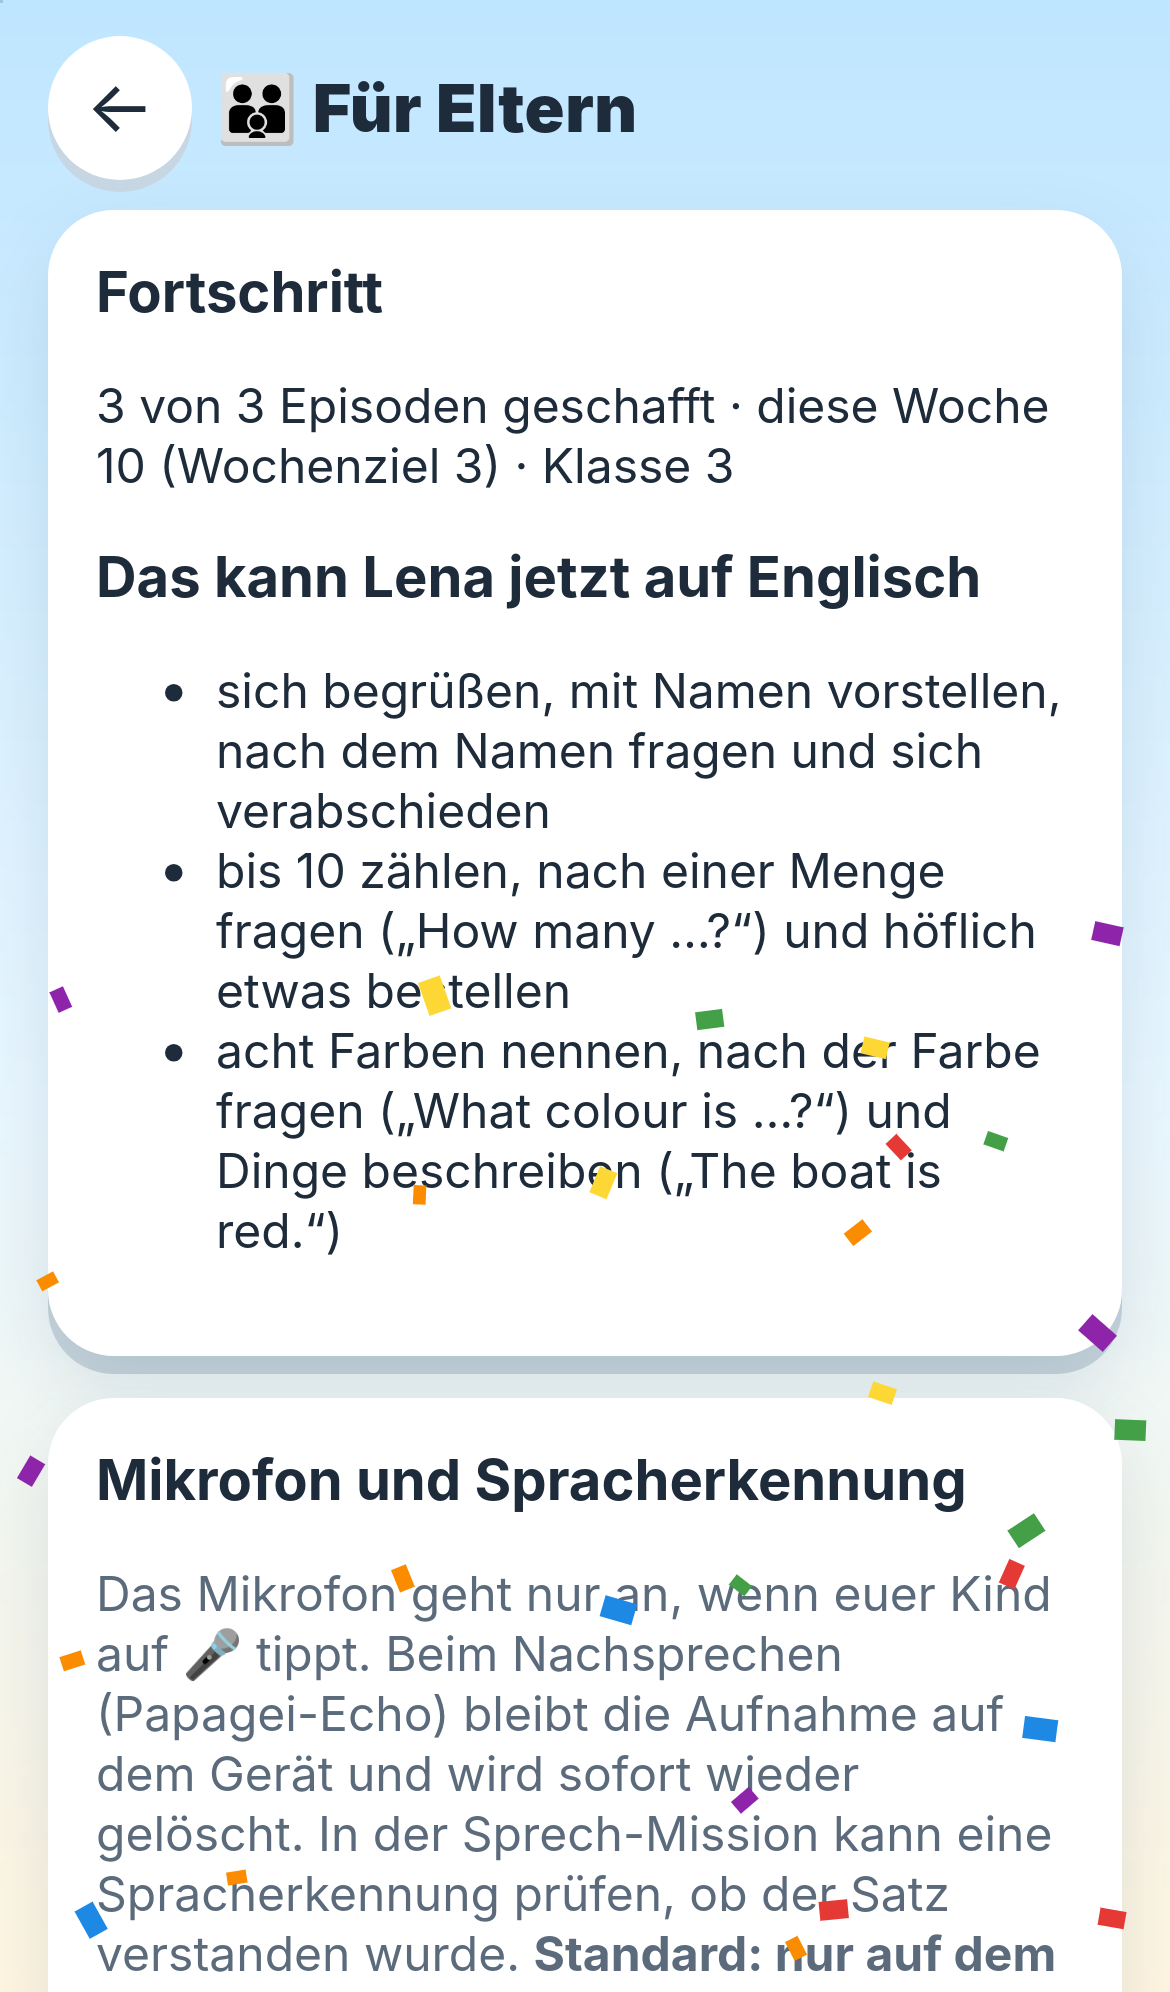 Für Eltern
Fortschritt
3 von 3 Episoden geschafft · diese Woche
10 (Wochenziel 3) · Klasse 3
Das kann Lena jetzt auf Englisch
• sich begrüßen, mit Namen vorstellen,
nach dem Namen fragen und sich
verabschieden
• bis 10 zählen, nach einer Menge
fragen („How many …?“) und höflich
etwas bestellen
• acht Farben nennen, nach der Farbe
fragen („What colour is …?“) und
Dinge beschreiben („The boat is
red.“)
Mikrofon und Spracherkennung
Das Mikrofon geht nur an, wenn euer Kind
auf 🎤 tippt. Beim Nachsprechen
(Papagei-Echo) bleibt die Aufnahme auf
dem Gerät und wird sofort wieder
gelöscht. In der Sprech-Mission kann eine
Spracherkennung prüfen, ob der Satz
verstanden wurde. Standard: nur auf dem